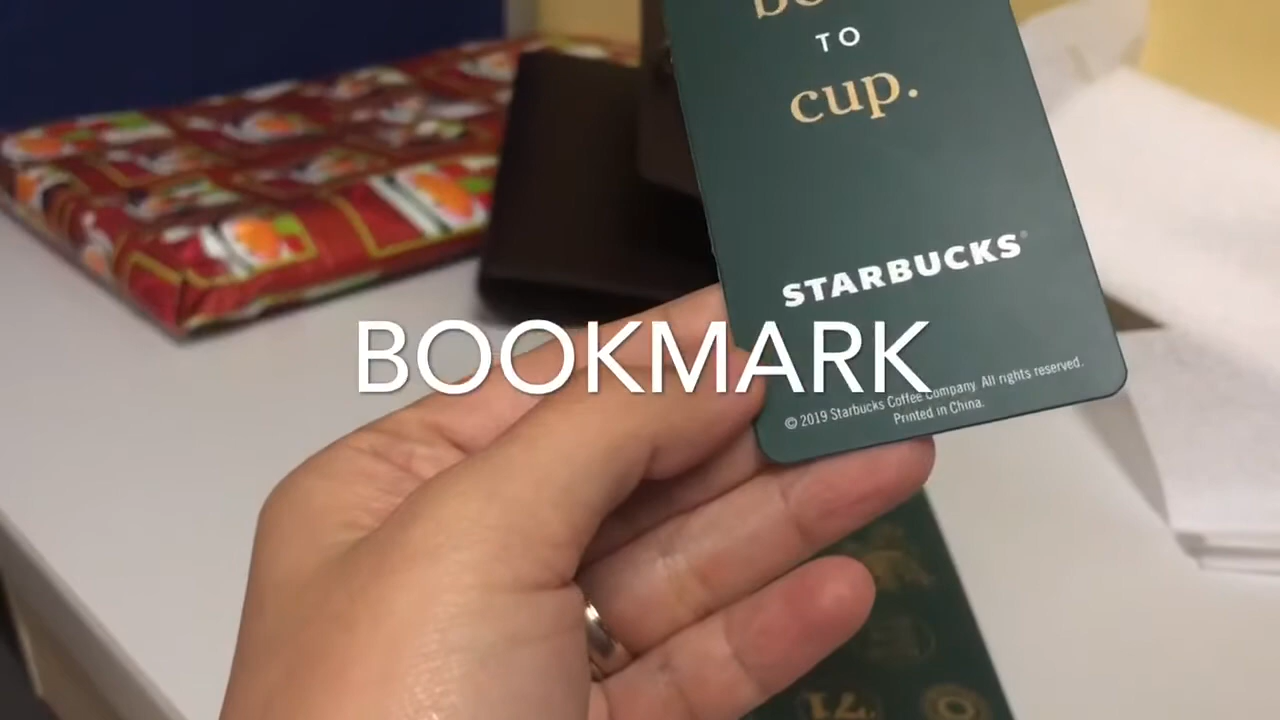 TO
cup.
STARBUCKS®
BOOKMARK
© 2019 Starbucks Coffee Company. All rights reserved.
Printed in China.